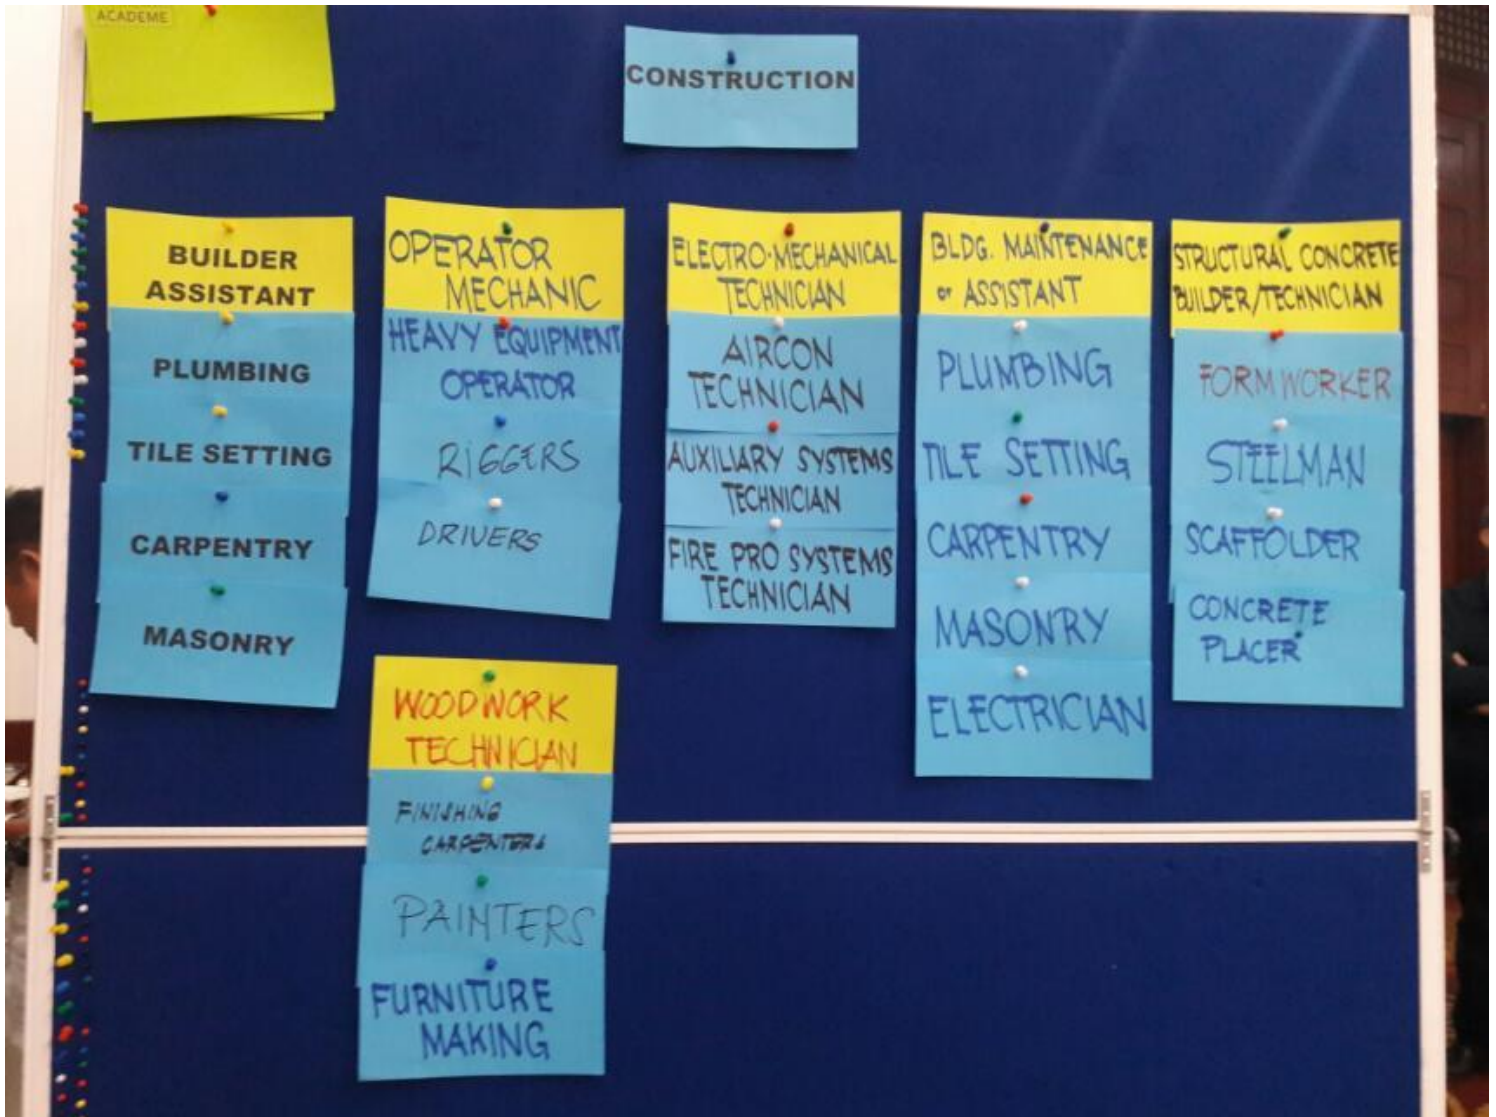 ACADEME
CONSTRUCTION
BUILDER
ASSISTANT
PLUMBING
TILE SETTING
CARPENTRY
MASONRY
OPERATOR
MECHANIC
HEAVY EQUIPMENT
OPERATOR
RIGGERS
DRIVERS
WOODWORK
TECHNICIAN
FINISHING
CARPENTERS
PAINTERS
FURNITURE
MAKING
ELECTRO-MECHANICAL
TECHNICIAN
AIRCON
TECHNICIAN
AUXILIARY SYSTEMS
TECHNICIAN
FIRE PRO SYSTEMS
TECHNICIAN
BLDG. MAINTENANCE
or ASSISTANT
PLUMBING
TILE SETTING
CARPENTRY
MASONRY
ELECTRICIAN
STRUCTURAL CONCRETE
BUILDER/TECHNICIAN
FORMWORKER
STEELMAN
SCAFFOLDER
CONCRETE
PLACER